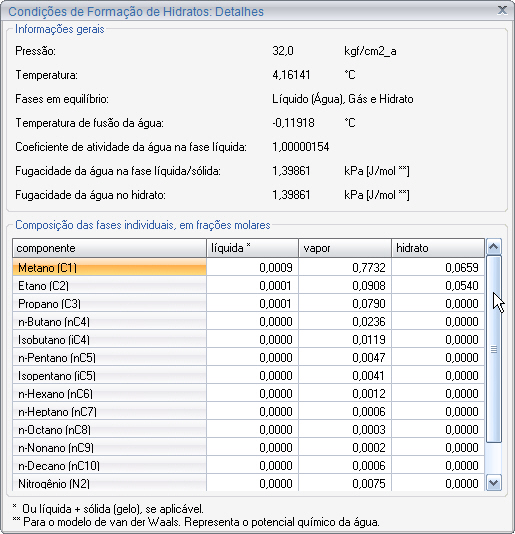 Condições de Formação de Hidratos: Detalhes
Informações gerais
Pressão: 32,0 kgf/cm2_a
Temperatura: 4,16141 °C
Fases em equilíbrio: Líquido (Água), Gás e Hidrato
Temperatura de fusão da água: -0,11918 °C
Coeficiente de atividade da água na fase líquida: 1,00000154
Fugacidade da água na fase líquida/sólida: 1,39861 kPa [J/mol **]
Fugacidade da água no hidrato: 1,39861 kPa [J/mol **]
Composição das fases individuais, em frações molares
componente líquida * vapor hidrato
Metano (C1) 0,0009 0,7732 0,0659
Etano (C2) 0,0001 0,0908 0,0540
Propano (C3) 0,0001 0,0790 0,0000
n-Butano (nC4) 0,0000 0,0236 0,0000
Isobutano (iC4) 0,0000 0,0119 0,0000
n-Pentano (nC5) 0,0000 0,0047 0,0000
Isopentano (iC5) 0,0000 0,0041 0,0000
n-Hexano (nC6) 0,0000 0,0012 0,0000
n-Heptano (nC7) 0,0000 0,0006 0,0000
n-Octano (nC8) 0,0000 0,0003 0,0000
n-Nonano (nC9) 0,0000 0,0002 0,0000
n-Decano (nC10) 0,0000 0,0006 0,0000
Nitrogênio (N2) 0,0000 0,0075 0,0000
* Ou líquida + sólida (gelo), se aplicável.
** Para o modelo de van der Waals. Representa o potencial químico da água.